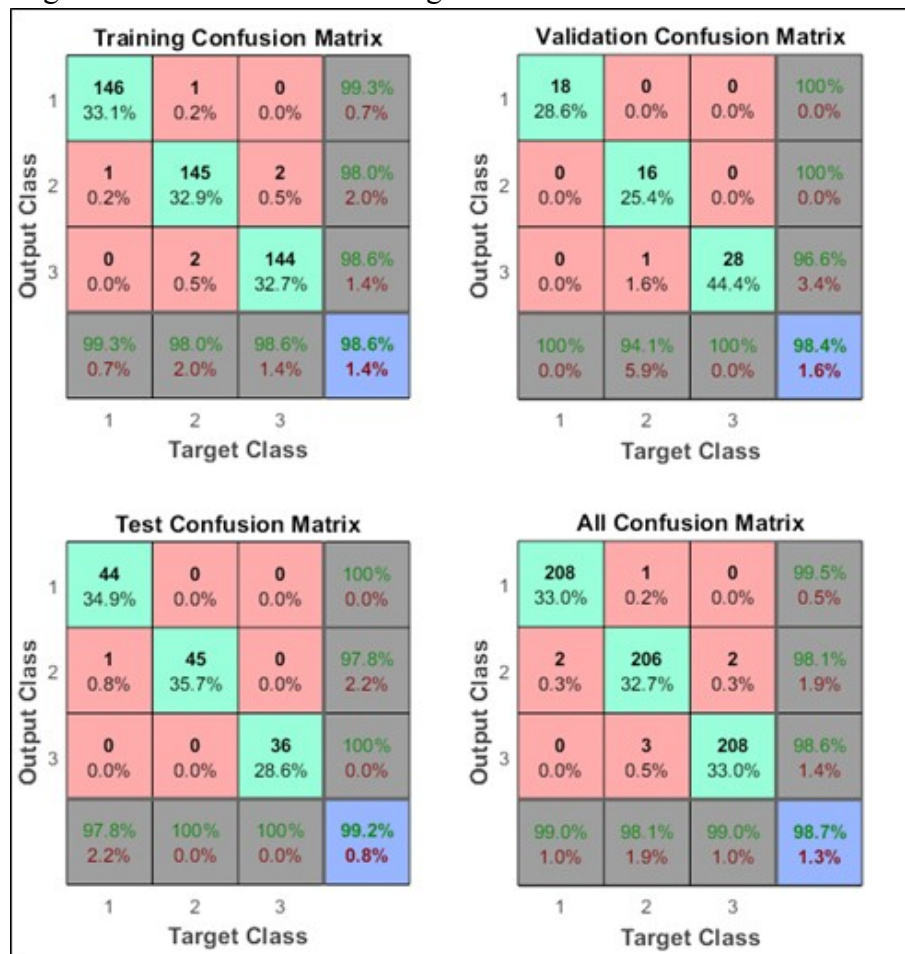 Training Confusion Matrix
Output Class
1
146 1 0 99.3%
33.1% 0.2% 0.0% 0.7%
2
1 145 2 98.0%
0.2% 32.9% 0.5% 2.0%
3
0 2 144 98.6%
0.0% 0.5% 32.7% 1.4%
99.3% 98.0% 98.6% 98.6%
0.7% 2.0% 1.4% 1.4%
1 2 3
Target Class
Validation Confusion Matrix
Output Class
1
18 0 0 100%
28.6% 0.0% 0.0% 0.0%
2
0 16 0 100%
0.0% 25.4% 0.0% 0.0%
3
0 1 28 96.6%
0.0% 1.6% 44.4% 3.4%
100% 94.1% 100% 98.4%
0.0% 5.9% 0.0% 1.6%
1 2 3
Target Class
Test Confusion Matrix
Output Class
1
44 0 0 100%
34.9% 0.0% 0.0% 0.0%
2
1 45 0 97.8%
0.8% 35.7% 0.0% 2.2%
3
0 0 36 100%
0.0% 0.0% 28.6% 0.0%
97.8% 100% 100% 99.2%
2.2% 0.0% 0.0% 0.8%
1 2 3
Target Class
All Confusion Matrix
Output Class
1
208 1 0 99.5%
33.0% 0.2% 0.0% 0.5%
2
2 206 2 98.1%
0.3% 32.7% 0.3% 1.9%
3
0 3 208 98.6%
0.0% 0.5% 33.0% 1.4%
99.0% 98.1% 99.0% 98.7%
1.0% 1.9% 1.0% 1.3%
1 2 3
Target Class